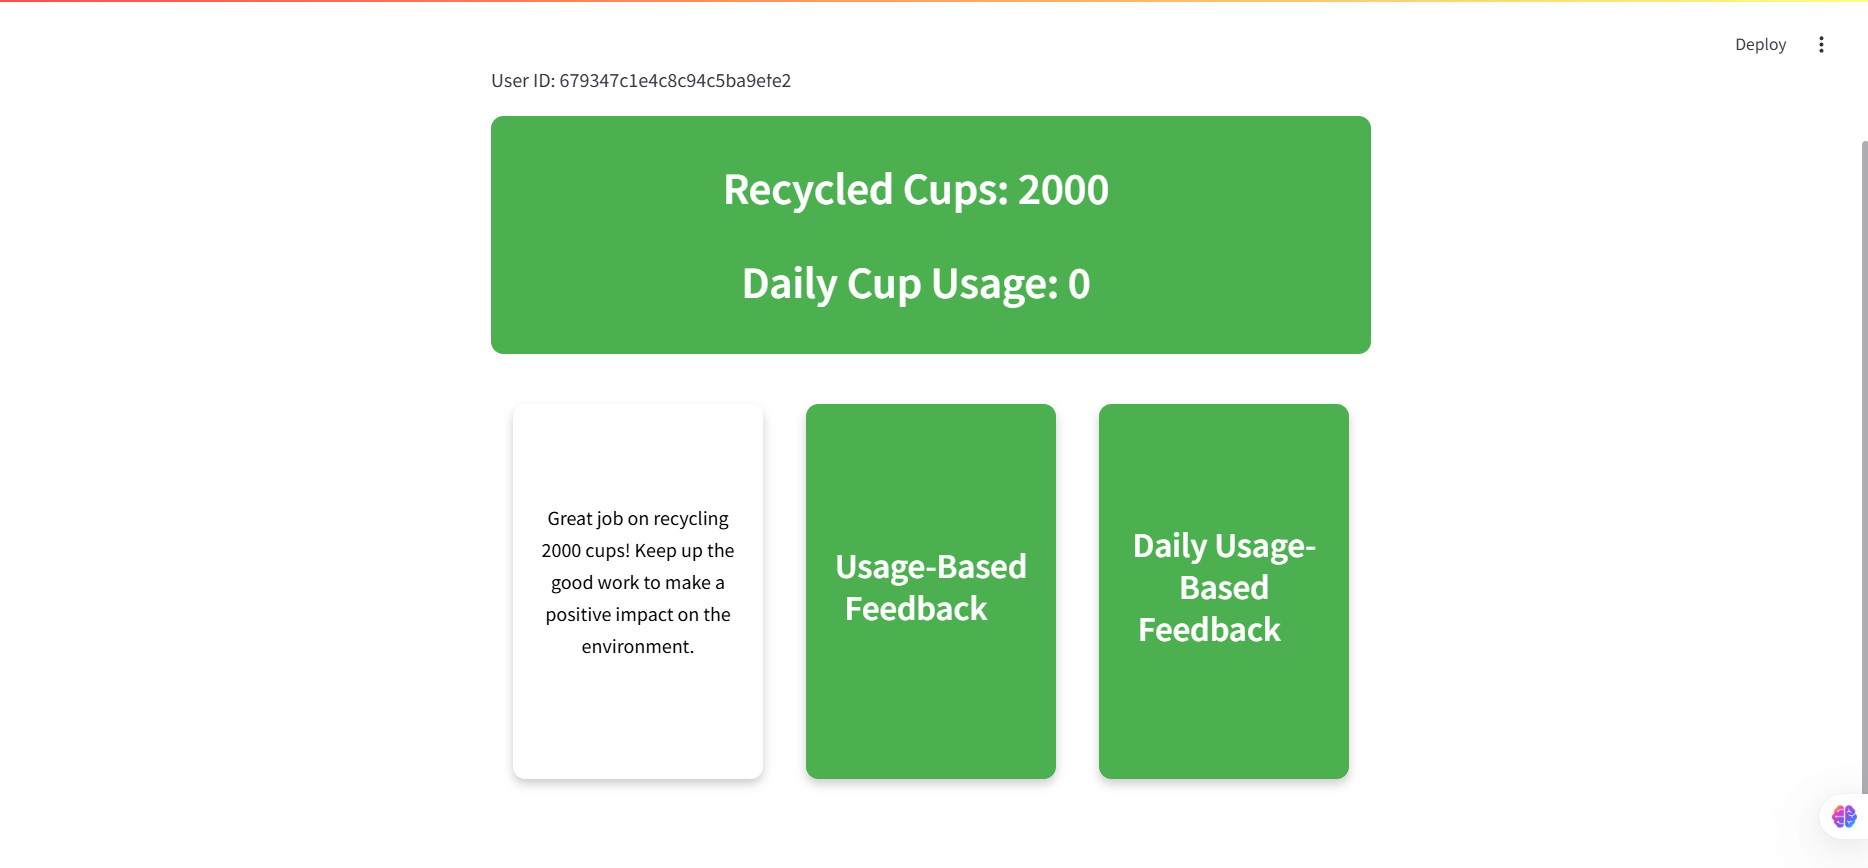 Deploy
User ID: 679347c1e4c8c94c5ba9efe2
Recycled Cups: 2000
Daily Cup Usage: 0
Great job on recycling
2000 cups! Keep up the
good work to make a
positive impact on the
environment.
Usage-Based
Feedback
Daily Usage-
Based
Feedback